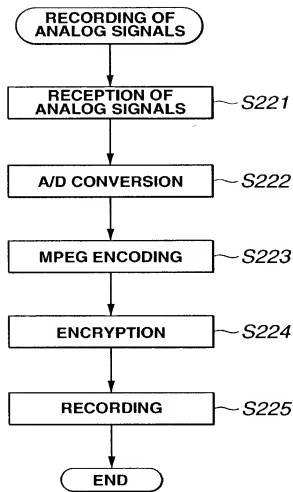 RECORDING OF
ANALOG SIGNALS
RECEPTION OF
ANALOG SIGNALS
S221
A/D CONVERSION
S222
MPEG ENCODING
S223
ENCRYPTION
S224
RECORDING
S225
END